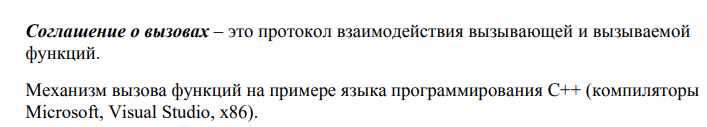 Соглашение о вызовах – это протокол взаимодействия вызывающей и вызываемой
функций.
Механизм вызова функций на примере языка программирования С++ (компиляторы
Microsoft, Visual Studio, x86).